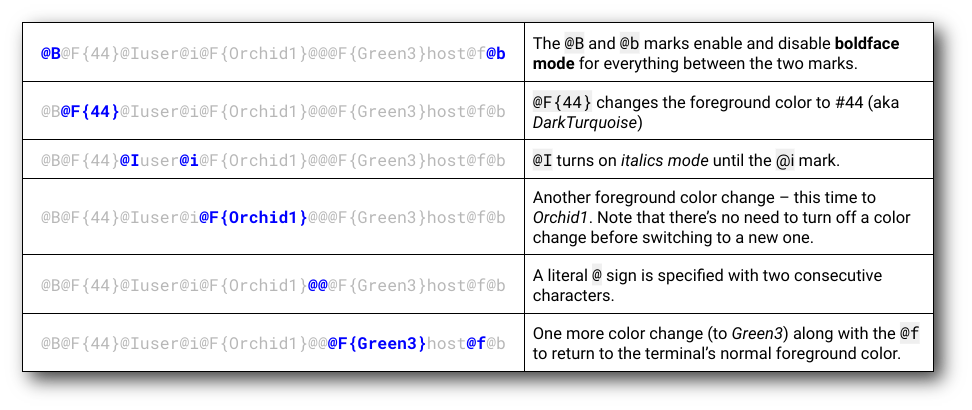 @B@F{44}@Iuser@i@F{Orchid1}@@@F{Green3}host@f@b
The @B and @b marks enable and disable boldface
mode for everything between the two marks.
@B@F{44}@Iuser@i@F{Orchid1}@@@F{Green3}host@f@b
@F{44} changes the foreground color to #44 (aka
DarkTurquoise)
@B@F{44}@Iuser@i@F{Orchid1}@@@F{Green3}host@f@b
@I turns on italics mode until the @i mark.
@B@F{44}@Iuser@i@F{Orchid1}@@@F{Green3}host@f@b
Another foreground color change – this time to
Orchid1. Note that there’s no need to turn off a color
change before switching to a new one.
@B@F{44}@Iuser@i@F{Orchid1}@@@F{Green3}host@f@b
A literal @ sign is specified with two consecutive
characters.
@B@F{44}@Iuser@i@F{Orchid1}@@@F{Green3}host@f@b
One more color change (to Green3) along with the @f
to return to the terminal’s normal foreground color.